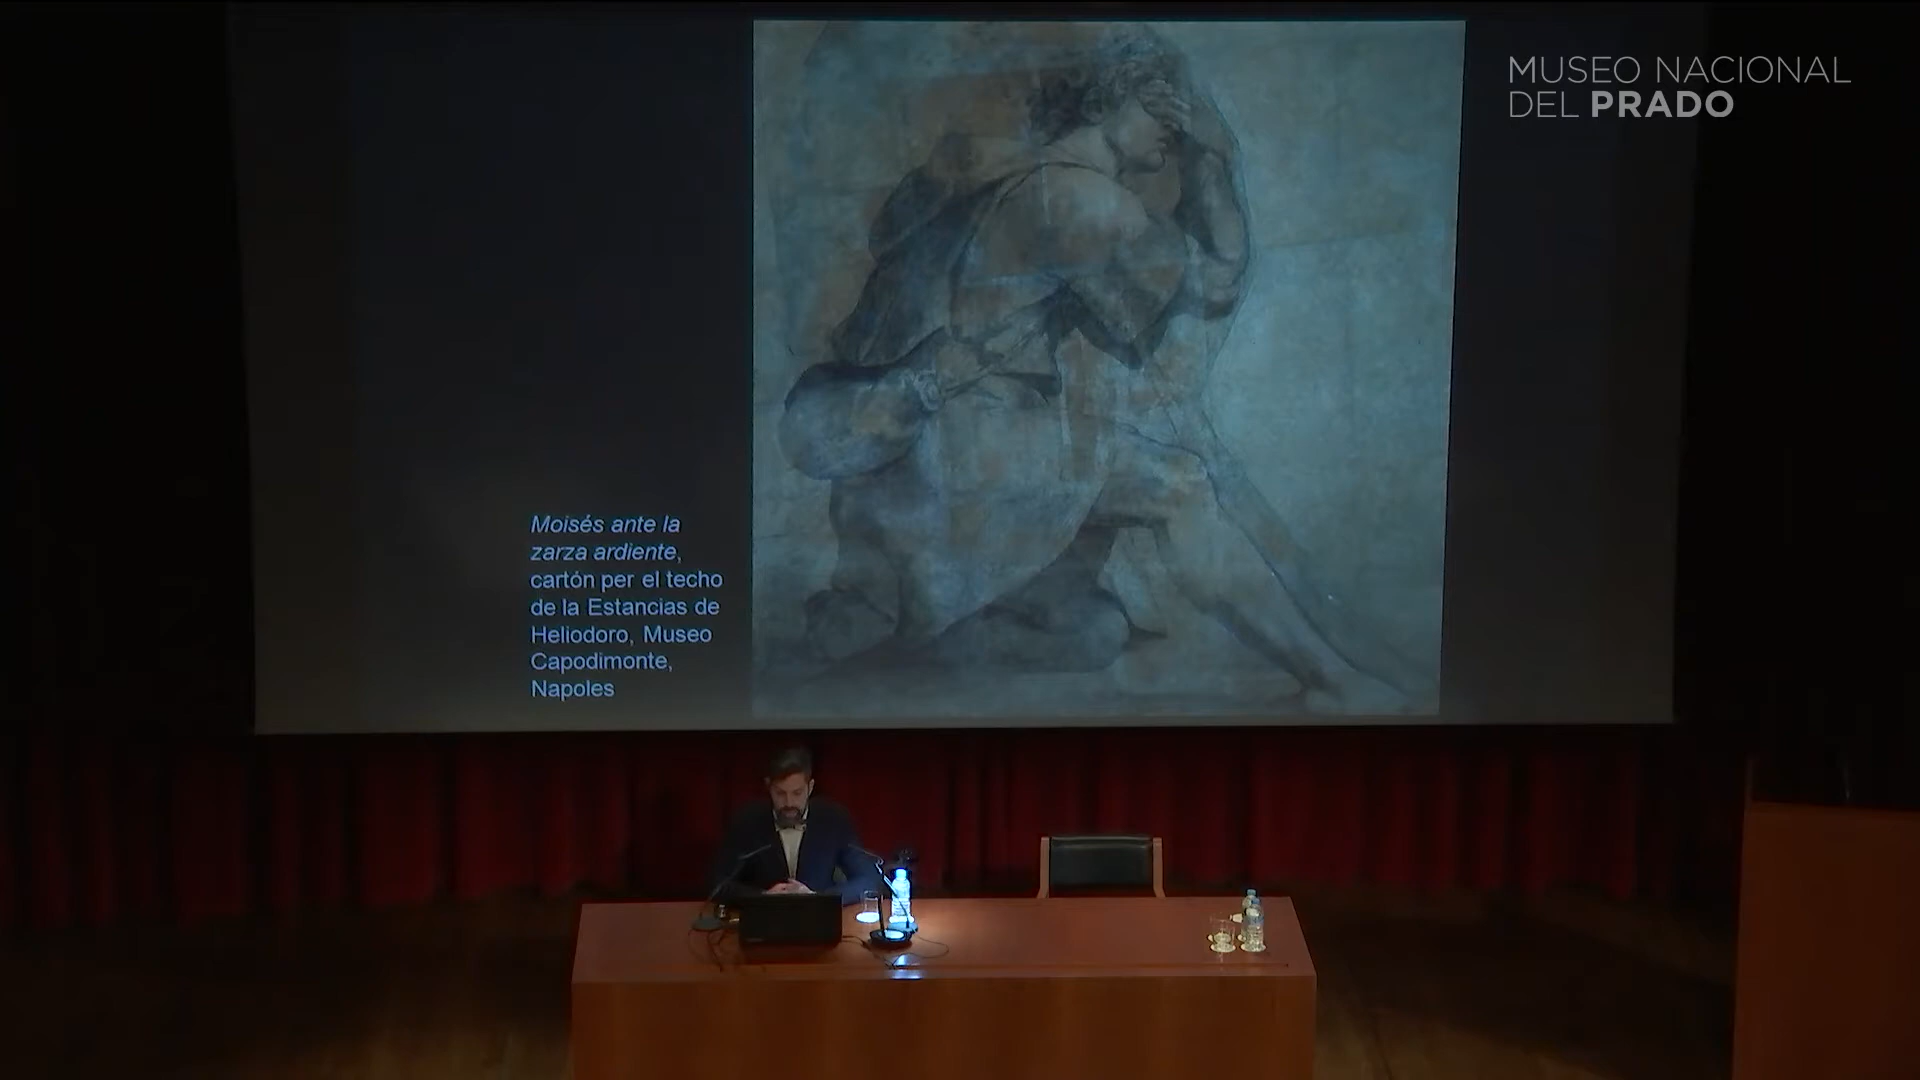 MUSEO NACIONAL
DEL PRADO
Moisés ante la
zarza ardiente,
cartón per el techo
de la Estancias de
Heliodoro, Museo
Capodimonte,
Napoles